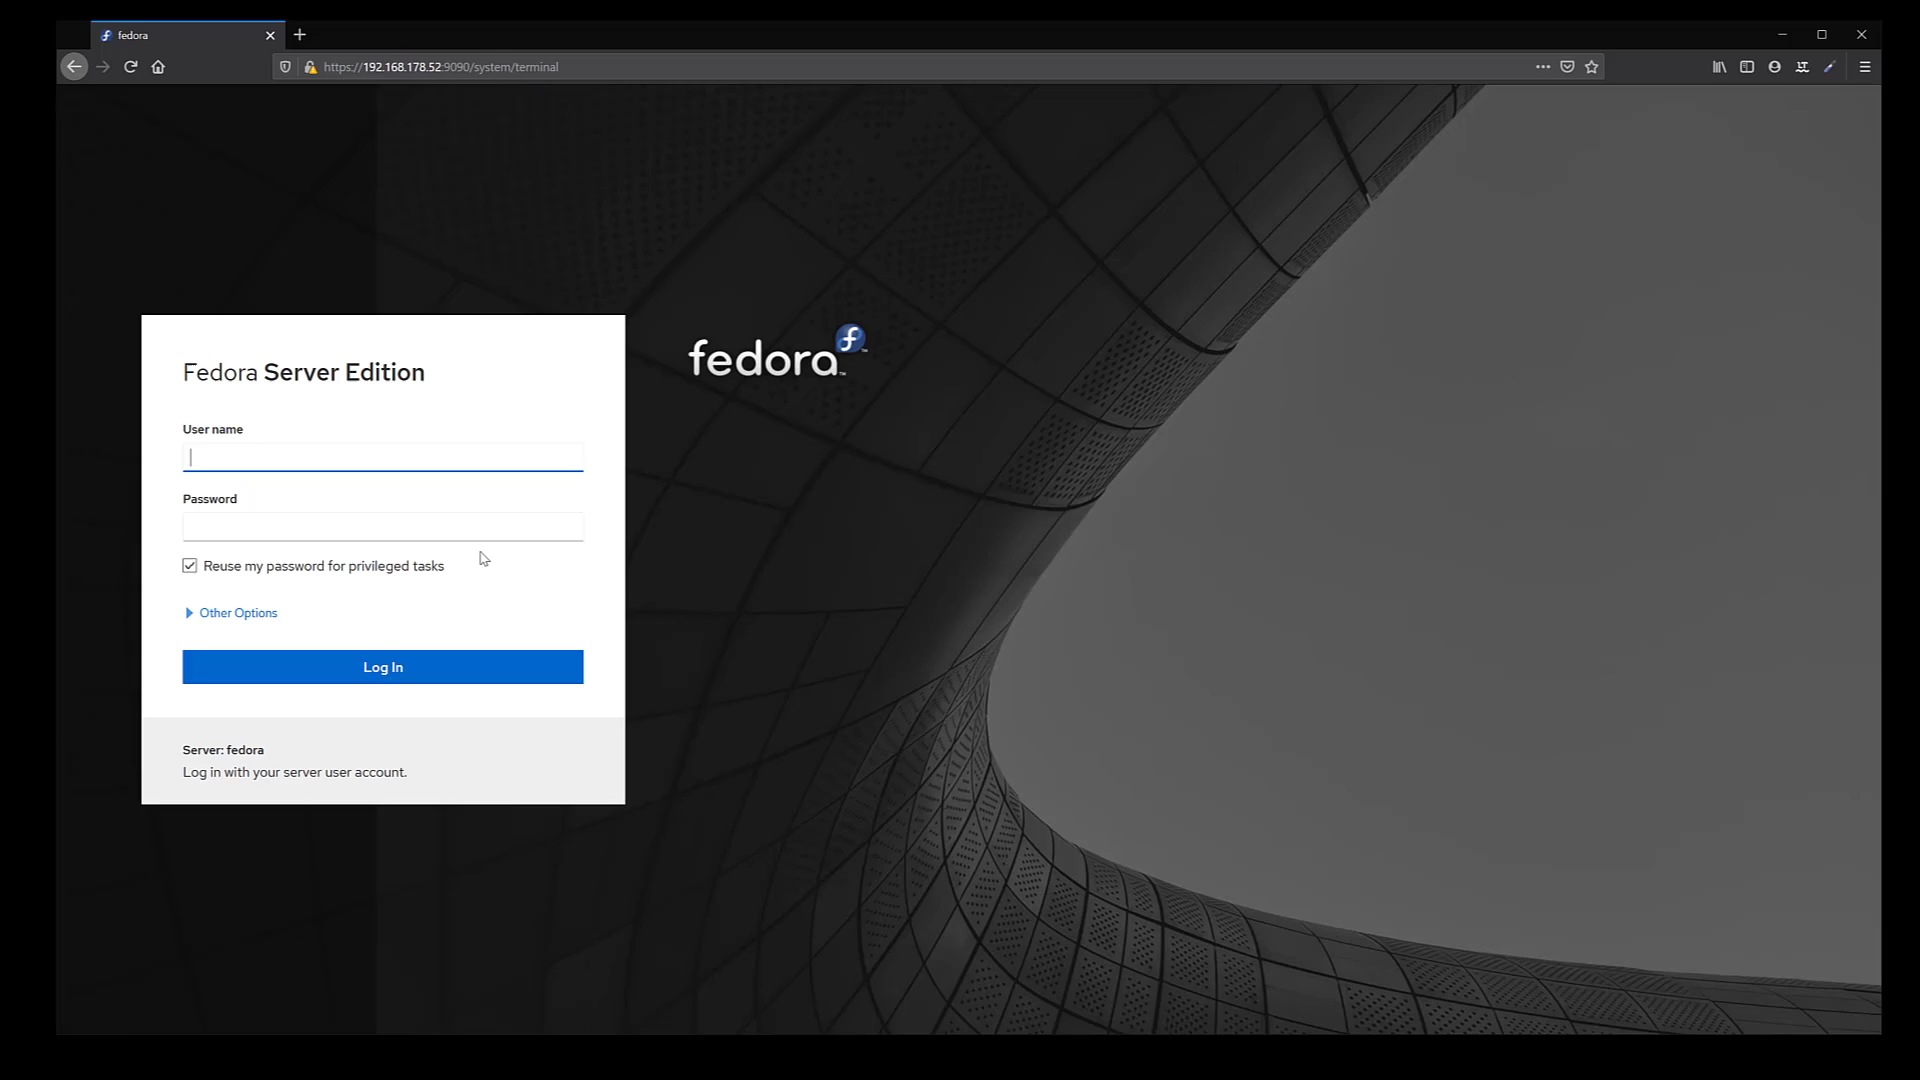 fedora
https://192.168.178.52:9090/system/terminal
fedora
Fedora Server Edition
User name
Password
Reuse my password for privileged tasks
Other Options
Log In
Server: fedora
Log in with your server user account.